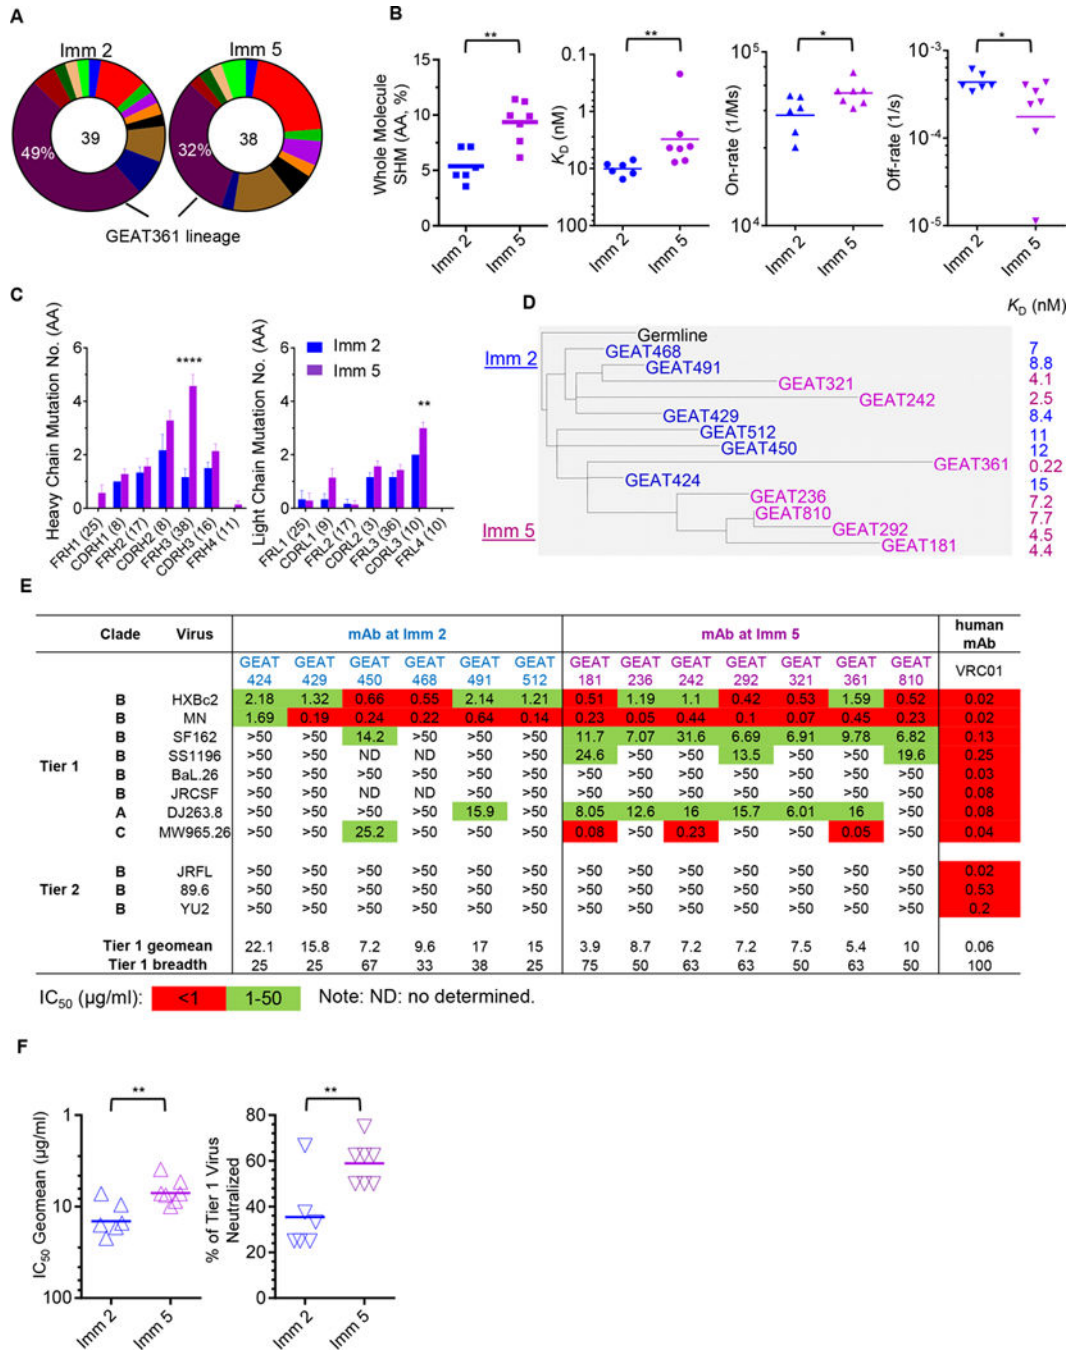 A
Imm 2
Imm 5
39
38
49%
32%
GEAT361 lineage
B
Whole Molecule
SHM (AA, %)
15
10
5
0
**
Imm 2
Imm 5
K_D (nM)
0.1
1
10
100
**
Imm 2
Imm 5
On-rate (1/Ms)
10^5
10^4
*
Imm 2
Imm 5
Off-rate (1/s)
10^-3
10^-4
10^-5
*
Imm 2
Imm 5
C
Heavy Chain Mutation No. (AA)
6
4
2
0
****
FRH1 (25)
CDRH1 (8)
FRH2 (17)
CDRH2 (8)
FRH3 (38)
CDRH3 (16)
FRH4 (11)
Light Chain Mutation No. (AA)
6
4
2
0
Imm 2
Imm 5
**
FRL1 (25)
CDRL1 (9)
FRL2 (17)
CDRL2 (3)
FRL3 (36)
CDRL3 (10)
FRL4 (10)
D
K_D (nM)
Imm 2
Imm 5
Germline
GEAT468 7
GEAT491 8.8
GEAT321 4.1
GEAT242 2.5
GEAT429 8.4
GEAT512 11
GEAT450 12
GEAT361 0.22
GEAT424 15
GEAT236 7.2
GEAT810 7.7
GEAT292 4.5
GEAT181 4.4
E
Clade Virus mAb at Imm 2 mAb at Imm 5 human mAb
GEAT 424 GEAT 429 GEAT 450 GEAT 468 GEAT 491 GEAT 512 GEAT 181 GEAT 236 GEAT 242 GEAT 292 GEAT 321 GEAT 361 GEAT 810 VRC01
Tier 1
B HXBc2 2.18 1.32 0.66 0.55 2.14 1.21 0.51 1.19 1.1 0.42 0.53 1.59 0.52 0.02
B MN 1.69 0.19 0.24 0.22 0.64 0.14 0.23 0.05 0.44 0.1 0.07 0.45 0.23 0.02
B SF162 >50 >50 14.2 >50 >50 >50 11.7 7.07 31.6 6.69 6.91 9.78 6.82 0.13
B SS1196 >50 >50 ND ND >50 >50 24.6 >50 >50 13.5 >50 >50 19.6 0.25
B BaL.26 >50 >50 >50 >50 >50 >50 >50 >50 >50 >50 >50 >50 >50 0.03
B JRCSF >50 >50 ND ND >50 >50 >50 >50 >50 >50 >50 >50 >50 0.08
A DJ263.8 >50 >50 >50 >50 15.9 >50 8.05 12.6 16 15.7 6.01 16 >50 0.08
C MW965.26 >50 >50 25.2 >50 >50 >50 0.08 >50 0.23 >50 >50 0.05 >50 0.04
Tier 2
B JRFL >50 >50 >50 >50 >50 >50 >50 >50 >50 >50 >50 >50 >50 0.02
B 89.6 >50 >50 >50 >50 >50 >50 >50 >50 >50 >50 >50 >50 >50 0.53
B YU2 >50 >50 >50 >50 >50 >50 >50 >50 >50 >50 >50 >50 >50 0.2
Tier 1 geomean 22.1 15.8 7.2 9.6 17 15 3.9 8.7 7.2 7.2 7.5 5.4 10 0.06
Tier 1 breadth 25 25 67 33 38 25 75 50 63 63 50 63 50 100
IC50 (µg/ml): <1 1-50 Note: ND: no determined.
F
IC50 Geomean (µg/ml)
1
10
100
**
Imm 2
Imm 5
% of Tier 1 Virus
Neutralized
80
60
40
20
0
**
Imm 2
Imm 5